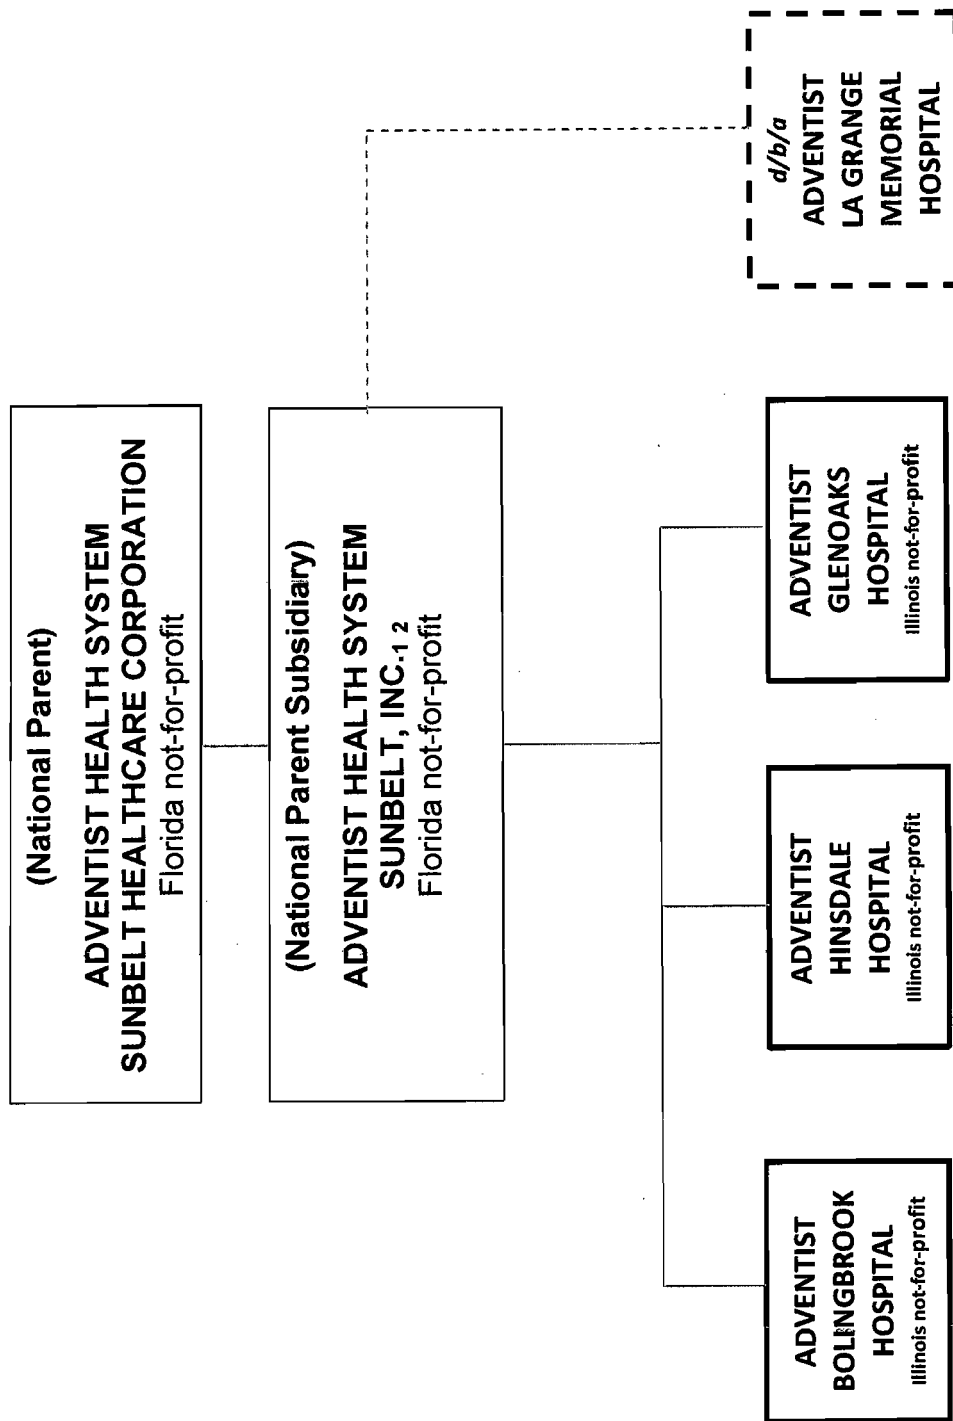 (National Parent)
ADVENTIST HEALTH SYSTEM
SUNBELT HEALTHCARE CORPORATION
Florida not-for-profit
(National Parent Subsidiary)
ADVENTIST HEALTH SYSTEM
SUNBELT, INC.1 2
Florida not-for-profit
ADVENTIST
BOLINGBROOK
HOSPITAL
Illinois not-for-profit
ADVENTIST
HINSDALE
HOSPITAL
Illinois not-for-profit
ADVENTIST
GLENOAKS
HOSPITAL
Illinois not-for-profit
d/b/a
ADVENTIST
LA GRANGE
MEMORIAL
HOSPITAL